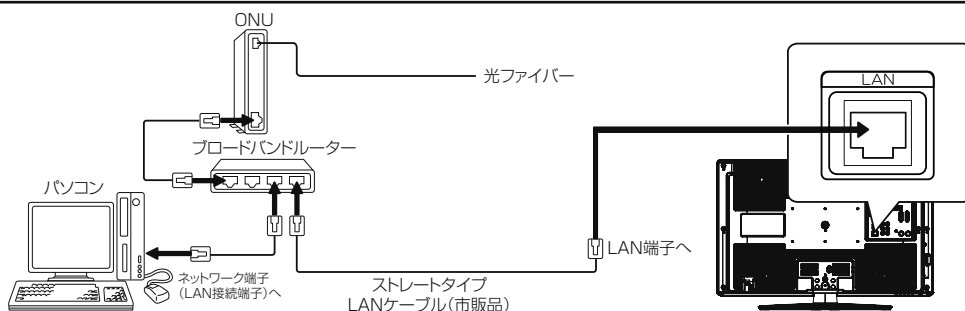 ONU
光ファイバー
LAN
ブロードバンドルーター
パソコン
LAN端子へ
ネットワーク端子
（LAN接続端子）へ
ストレートタイプ
LANケーブル（市販品）